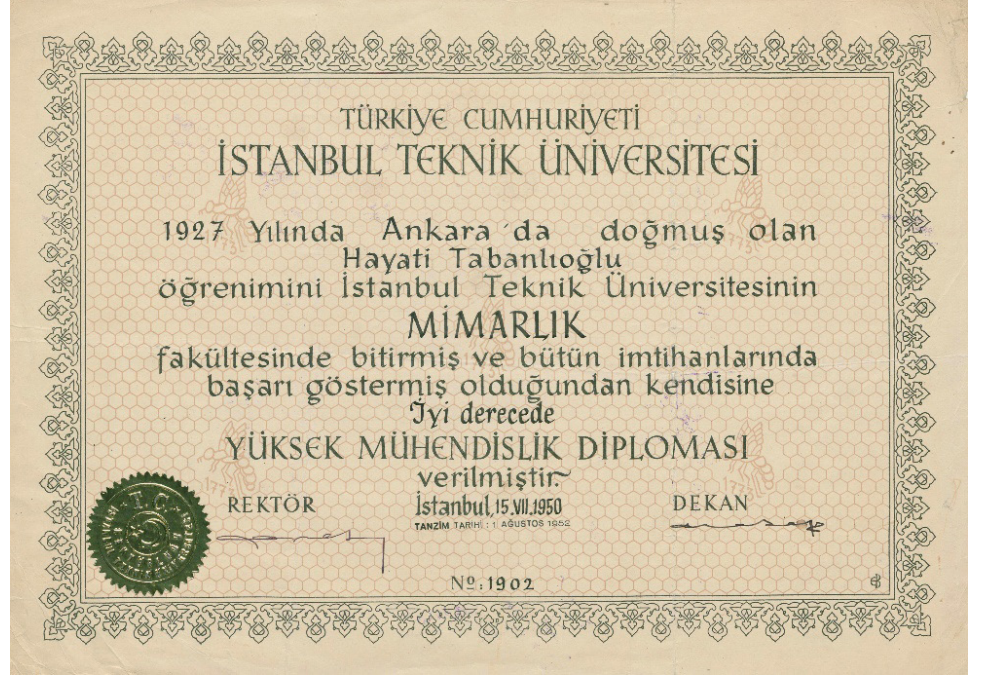 TÜRKİYE CUMHURİYETİ
İSTANBUL TEKNİK ÜNİVERSİTESİ
1927 Yılında Ankara'da doğmuş olan
Hayati Tabanlıoğlu
öğrenimini İstanbul Teknik Üniversitesinin
MİMARLIK
fakültesinde bitirmiş ve bütün imtihanlarında
başarı göstermiş olduğundan kendisine
İyi derecede
YÜKSEK MÜHENDİSLİK DİPLOMASI
verilmiştir.
REKTÖR İstanbul, 15.VII.1950 DEKAN
TANZİM TARİHİ : 1 AĞUSTOS 1952
T.C.
Nº: 1902